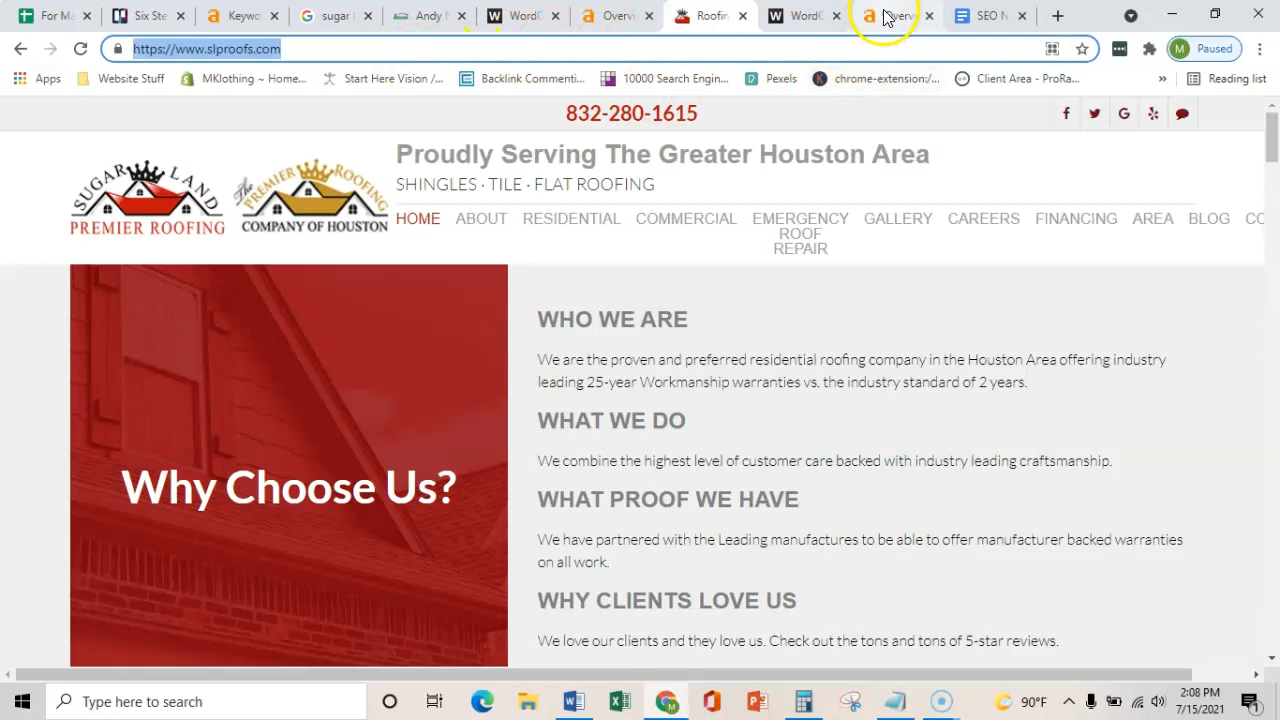 For Ma
Six Ste
Keywo
sugar l
Andy
WordC
Overv
Roofin
WordC
Overv
SEO N
https://www.slproofs.com
M Paused
Apps
Website Stuff
MKlothing ~ Home...
Start Here Vision /...
Backlink Commenti...
10000 Search Engin...
Pexels
chrome-extension:/...
Client Area - ProRa...
»
Reading list
832-280-1615
SUGAR LAND
PREMIER ROOFING
The PREMIER ROOFING
COMPANY OF HOUSTON
Proudly Serving The Greater Houston Area
SHINGLES · TILE · FLAT ROOFING
HOME ABOUT RESIDENTIAL COMMERCIAL EMERGENCY ROOF REPAIR GALLERY CAREERS FINANCING AREA BLOG CO
Why Choose Us?
WHO WE ARE
We are the proven and preferred residential roofing company in the Houston Area offering industry
leading 25-year Workmanship warranties vs. the industry standard of 2 years.
WHAT WE DO
We combine the highest level of customer care backed with industry leading craftsmanship.
WHAT PROOF WE HAVE
We have partnered with the Leading manufactures to be able to offer manufacturer backed warranties
on all work.
WHY CLIENTS LOVE US
We love our clients and they love us. Check out the tons and tons of 5-star reviews.
Type here to search
90°F
2:08 PM
7/15/2021